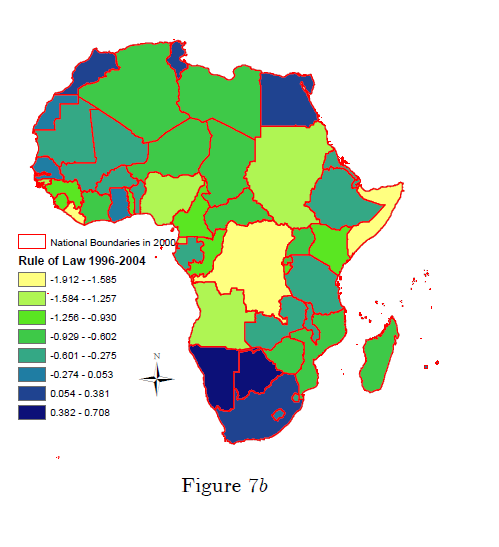 N
National Boundaries in 2000
Rule of Law 1996-2004
-1.912 - -1.585
-1.584 - -1.257
-1.256 - -0.930
-0.929 - -0.602
-0.601 - -0.275
-0.274 - 0.053
0.054 - 0.381
0.382 - 0.708
Figure 7b